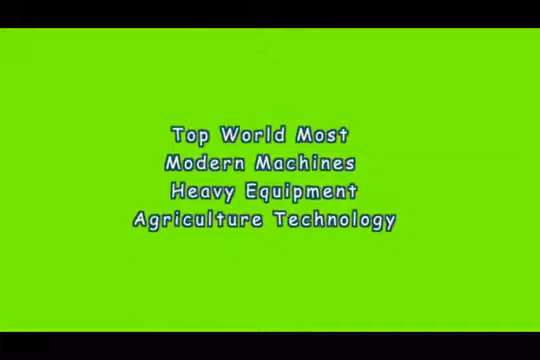 Top World Most
Modern Machines
Heavy Equipment
Agriculture Technology